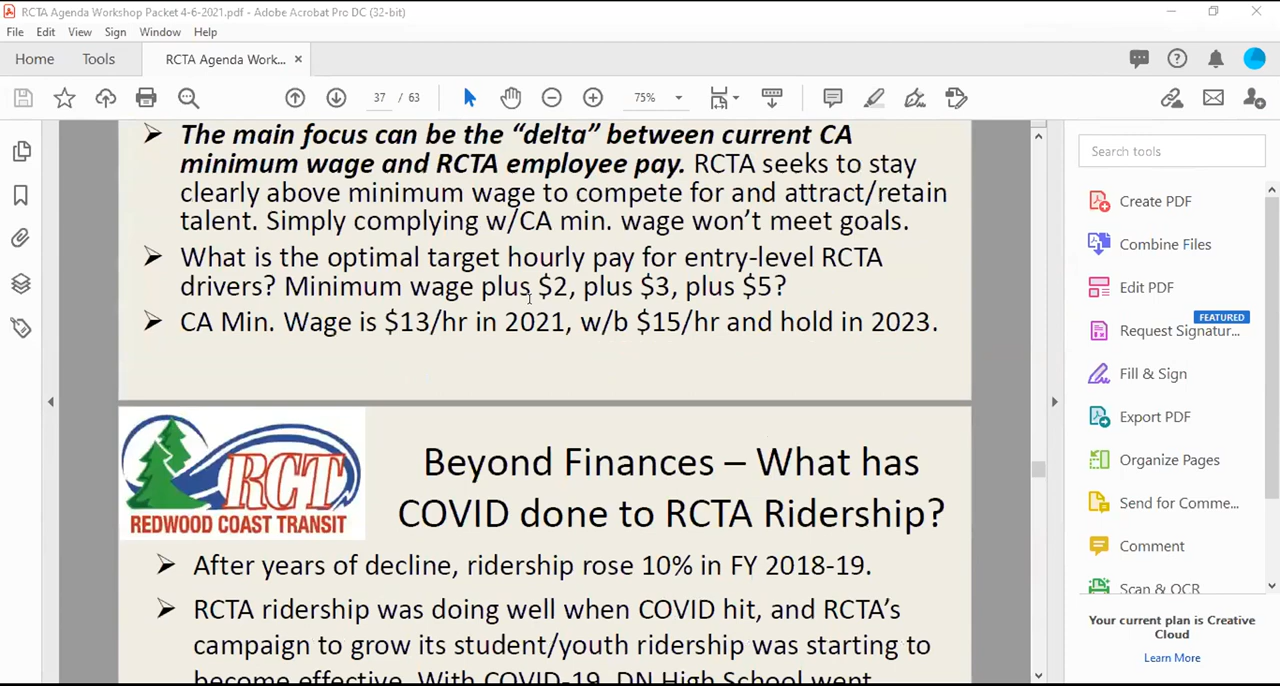 RCTA Agenda Workshop Packet 4-6-2021.pdf - Adobe Acrobat Pro DC (32-bit)
File Edit View Sign Window Help
Home Tools RCTA Agenda Work... ×
37 / 63 75%
The main focus can be the “delta” between current CA
minimum wage and RCTA employee pay. RCTA seeks to stay
clearly above minimum wage to compete for and attract/retain
talent. Simply complying w/CA min. wage won’t meet goals.
What is the optimal target hourly pay for entry-level RCTA
drivers? Minimum wage plus $2, plus $3, plus $5?
CA Min. Wage is $13/hr in 2021, w/b $15/hr and hold in 2023.
RCT
REDWOOD COAST TRANSIT
Beyond Finances – What has
COVID done to RCTA Ridership?
After years of decline, ridership rose 10% in FY 2018-19.
RCTA ridership was doing well when COVID hit, and RCTA’s
campaign to grow its student/youth ridership was starting to
become effective. With COVID-19, DN High School went
Search tools
Create PDF
Combine Files
Edit PDF
FEATURED
Request Signatur...
Fill & Sign
Export PDF
Organize Pages
Send for Comme...
Comment
Scan & OCR
Your current plan is Creative
Cloud
Learn More